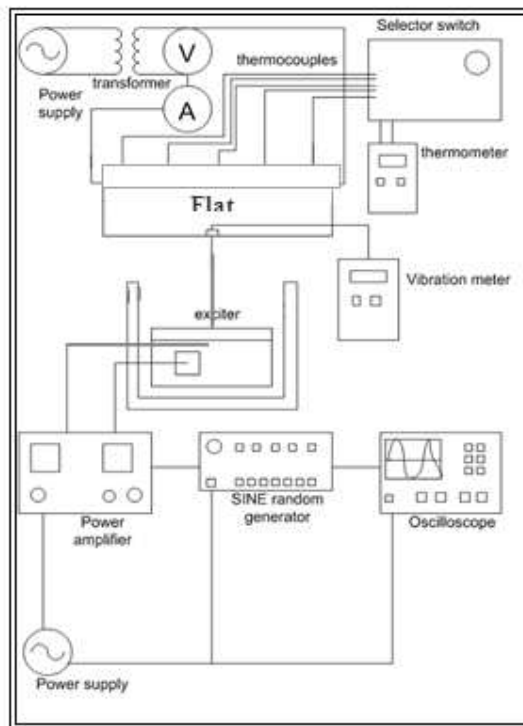 Selector switch
V
thermocouples
transformer
Power
supply
A
thermometer
Flat
Vibration meter
exciter
SINE random
generator
Power
amplifier
Oscilloscope
Power supply